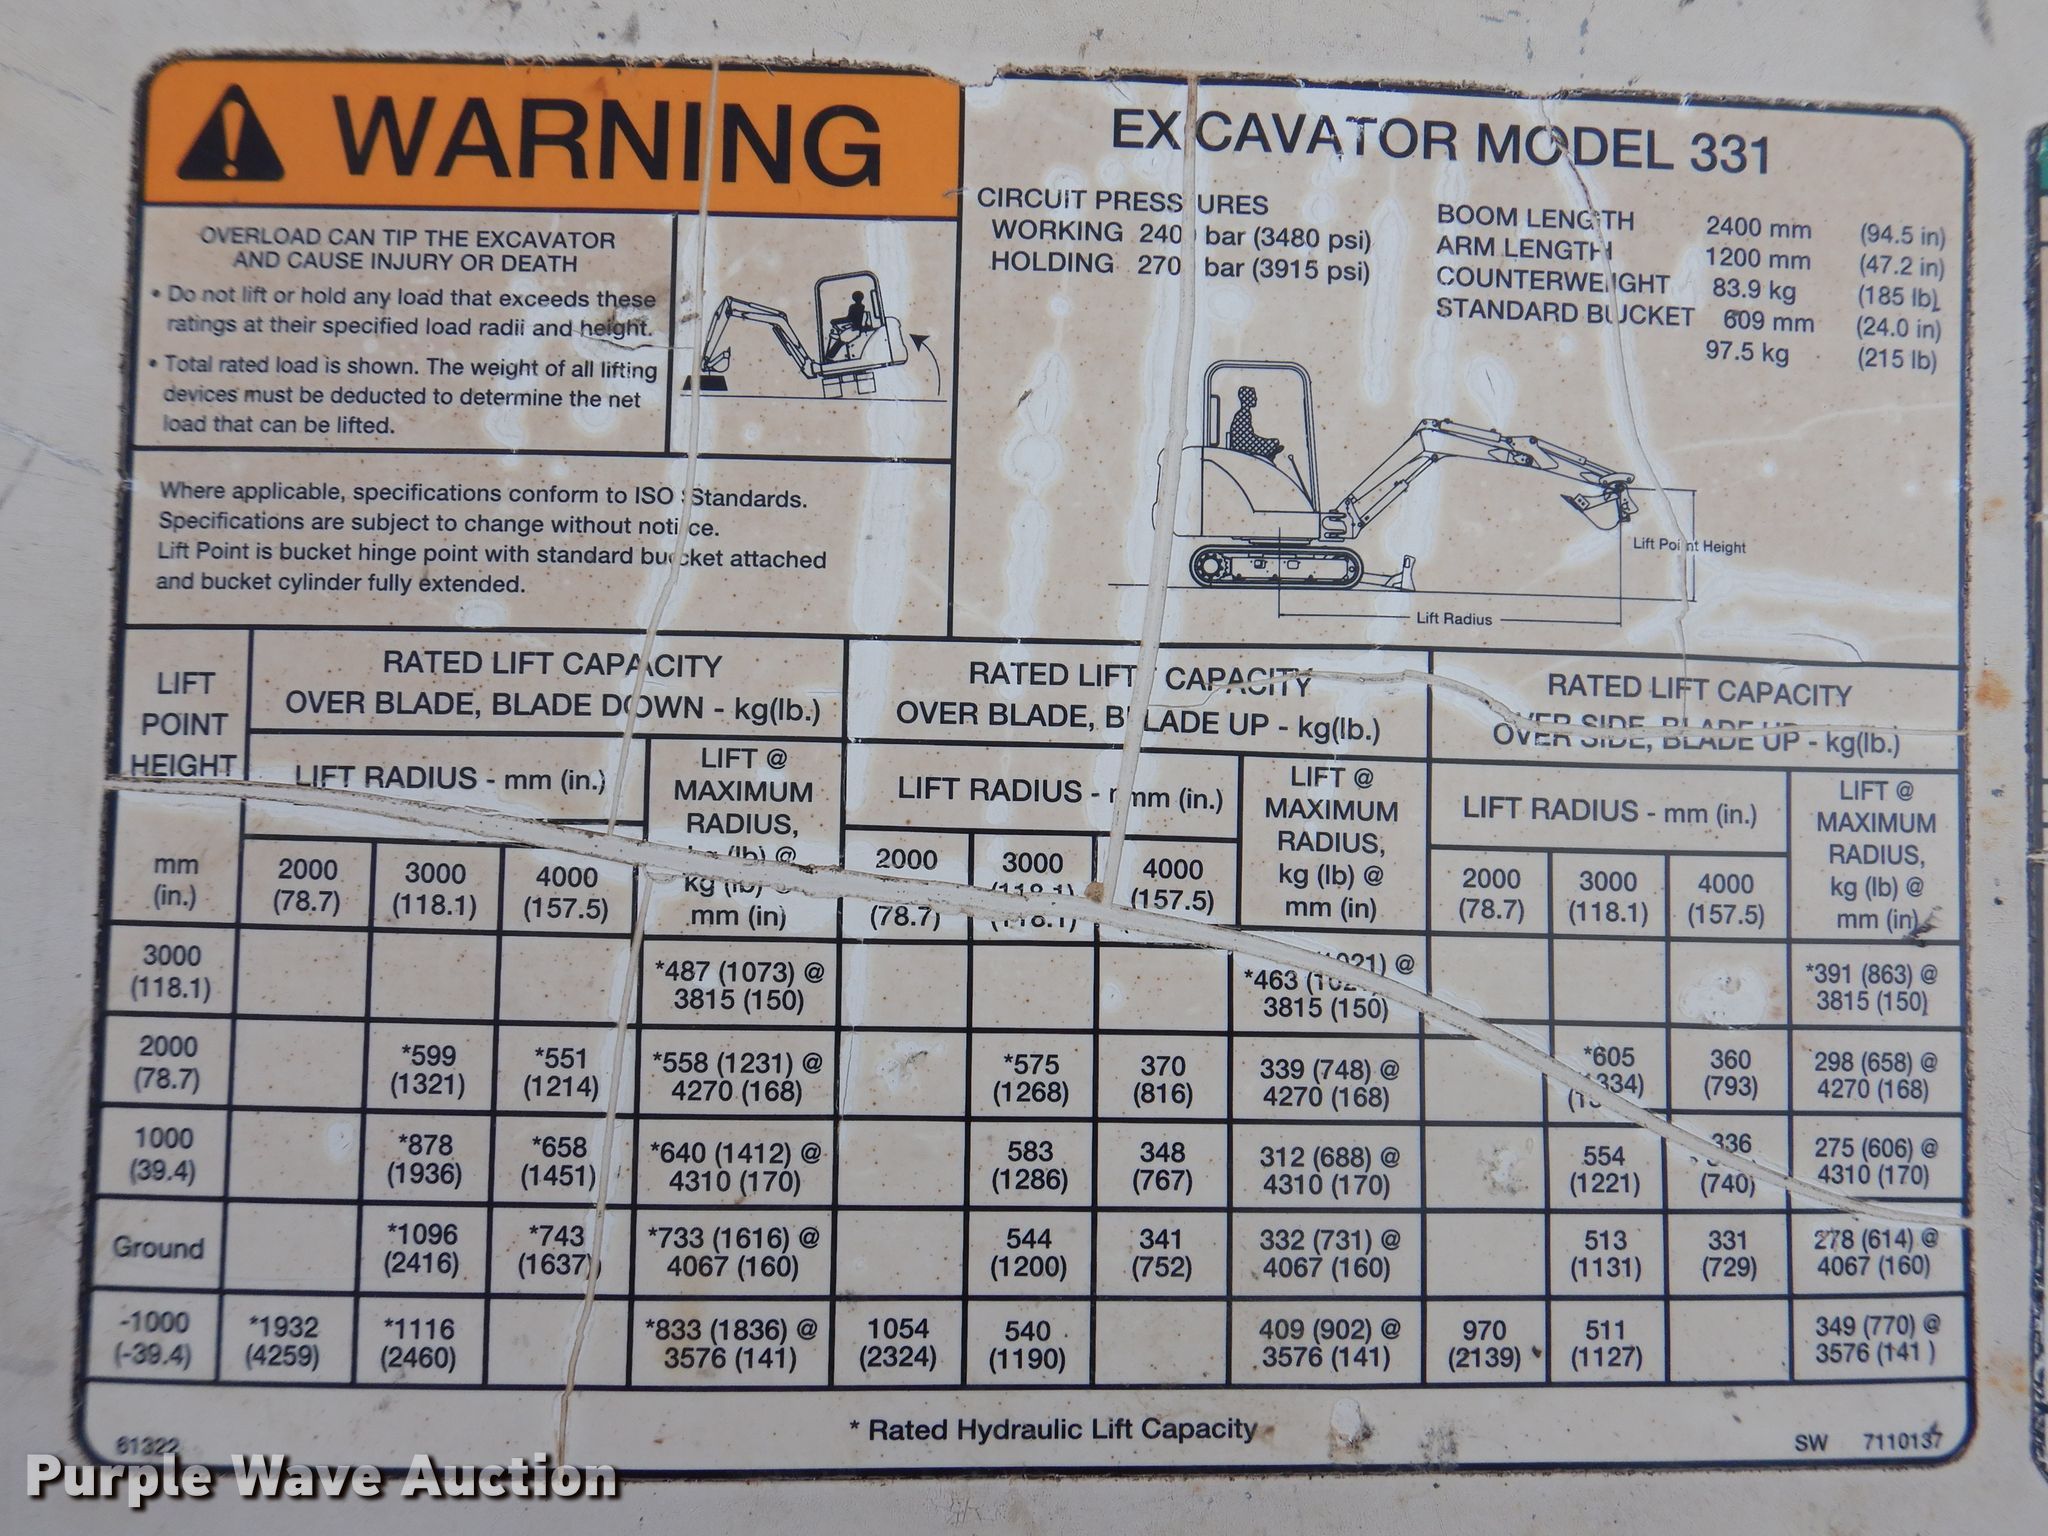 WARNING
OVERLOAD CAN TIP THE EXCAVATOR
AND CAUSE INJURY OR DEATH
• Do not lift or hold any load that exceeds these
ratings at their specified load radii and height.
• Total rated load is shown. The weight of all lifting
devices must be deducted to determine the net
load that can be lifted.
Where applicable, specifications conform to ISO Standards.
Specifications are subject to change without notice.
Lift Point is bucket hinge point with standard bucket attached
and bucket cylinder fully extended.
EXCAVATOR MODEL 331
CIRCUIT PRESSURES
WORKING 240 bar (3480 psi)
HOLDING 270 bar (3915 psi)
BOOM LENGTH 2400 mm (94.5 in)
ARM LENGTH 1200 mm (47.2 in)
COUNTERWEIGHT 83.9 kg (185 lb)
STANDARD BUCKET 609 mm (24.0 in)
97.5 kg (215 lb)
Lift Point Height
Lift Radius
LIFT
POINT
HEIGHT
mm
(in.)
RATED LIFT CAPACITY
OVER BLADE, BLADE DOWN - kg(lb.)
LIFT RADIUS - mm (in.)
2000 3000 4000
(78.7) (118.1) (157.5)
LIFT @
MAXIMUM
RADIUS,
kg (lb) @
mm (in)
RATED LIFT CAPACITY
OVER BLADE, BLADE UP - kg(lb.)
LIFT RADIUS - mm (in.)
2000 3000 4000
(78.7) (118.1) (157.5)
LIFT @
MAXIMUM
RADIUS,
kg (lb) @
mm (in)
RATED LIFT CAPACITY
OVER SIDE, BLADE UP - kg(lb.)
LIFT RADIUS - mm (in.)
2000 3000 4000
(78.7) (118.1) (157.5)
LIFT @
MAXIMUM
RADIUS,
kg (lb) @
mm (in)
3000 *487 (1073) @ *463 (1021) @ *391 (863) @
(118.1) 3815 (150) 3815 (150) 3815 (150)
2000 *599 *551 *558 (1231) @ *575 370 339 (748) @ *605 360 298 (658) @
(78.7) (1321) (1214) 4270 (168) (1268) (816) 4270 (168) (1334) (793) 4270 (168)
1000 *878 *658 *640 (1412) @ 583 348 312 (688) @ 554 336 275 (606) @
(39.4) (1936) (1451) 4310 (170) (1286) (767) 4310 (170) (1221) (740) 4310 (170)
Ground *1096 *743 *733 (1616) @ 544 341 332 (731) @ 513 331 278 (614) @
(2416) (1637) 4067 (160) (1200) (752) 4067 (160) (1131) (729) 4067 (160)
-1000 *1932 *1116 *833 (1836) @ 1054 540 409 (902) @ 970 511 349 (770) @
(-39.4) (4259) (2460) 3576 (141) (2324) (1190) 3576 (141) (2139) (1127) 3576 (141)
* Rated Hydraulic Lift Capacity
61322
SW 7110137
Purple Wave Auction